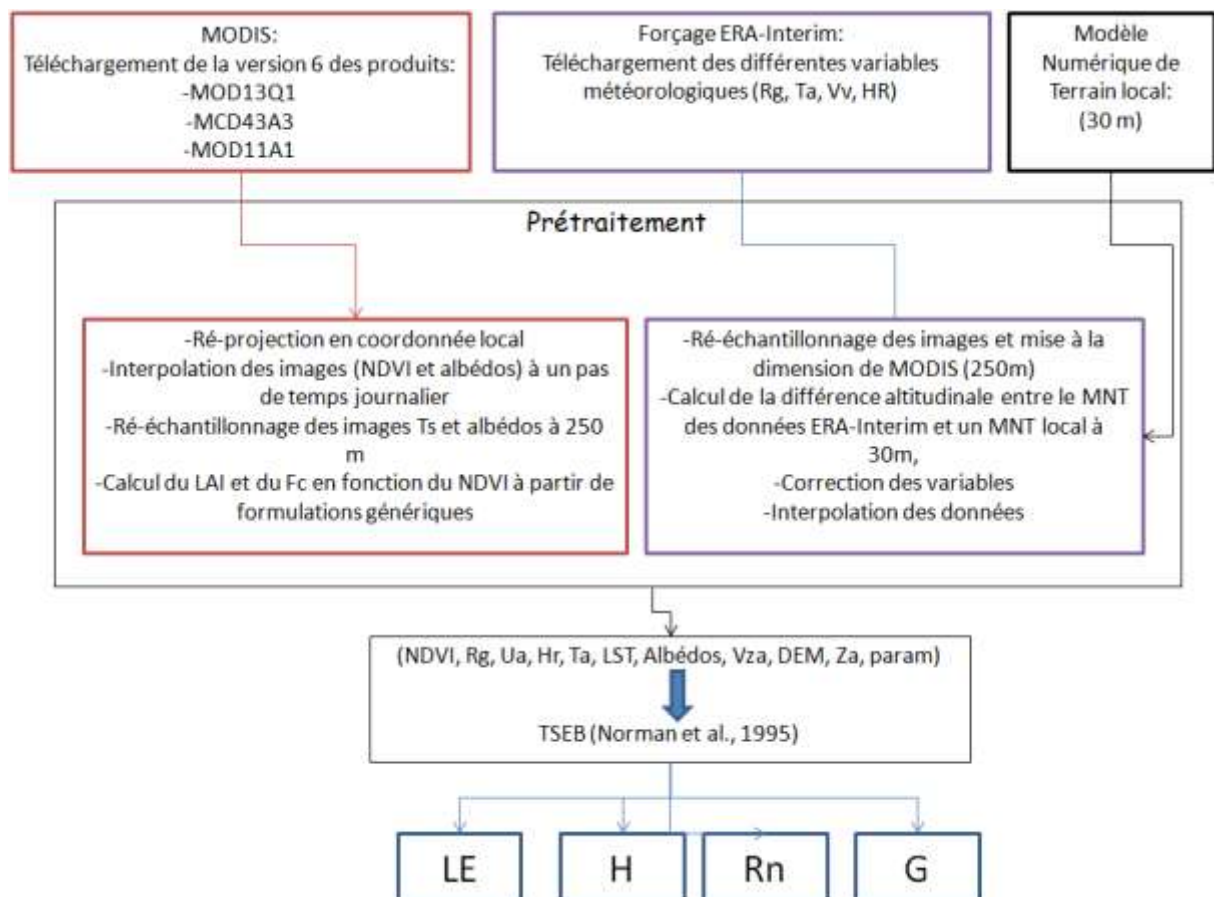 MODIS:
Téléchargement de la version 6 des produits:
-MOD13Q1
-MCD43A3
-MOD11A1
Forçage ERA-Interim:
Téléchargement des différentes variables
météorologiques (Rg, Ta, Vv, HR)
Modèle
Numérique de
Terrain local:
(30 m)
Prétraitement
-Ré-projection en coordonnée local
-Interpolation des images (NDVI et albédos) à un pas
de temps journalier
-Ré-échantillonnage des images Ts et albédos à 250
m
-Calcul du LAI et du Fc en fonction du NDVI à partir de
formulations génériques
-Ré-échantillonnage des images et mise à la
dimension de MODIS (250m)
-Calcul de la différence altitudinale entre le MNT
des données ERA-Interim et un MNT local à
30m,
-Correction des variables
-Interpolation des données
(NDVI, Rg, Ua, Hr, Ta, LST, Albédos, Vza, DEM, Za, param)
TSEB (Norman et al., 1995)
LE
H
Rn
G